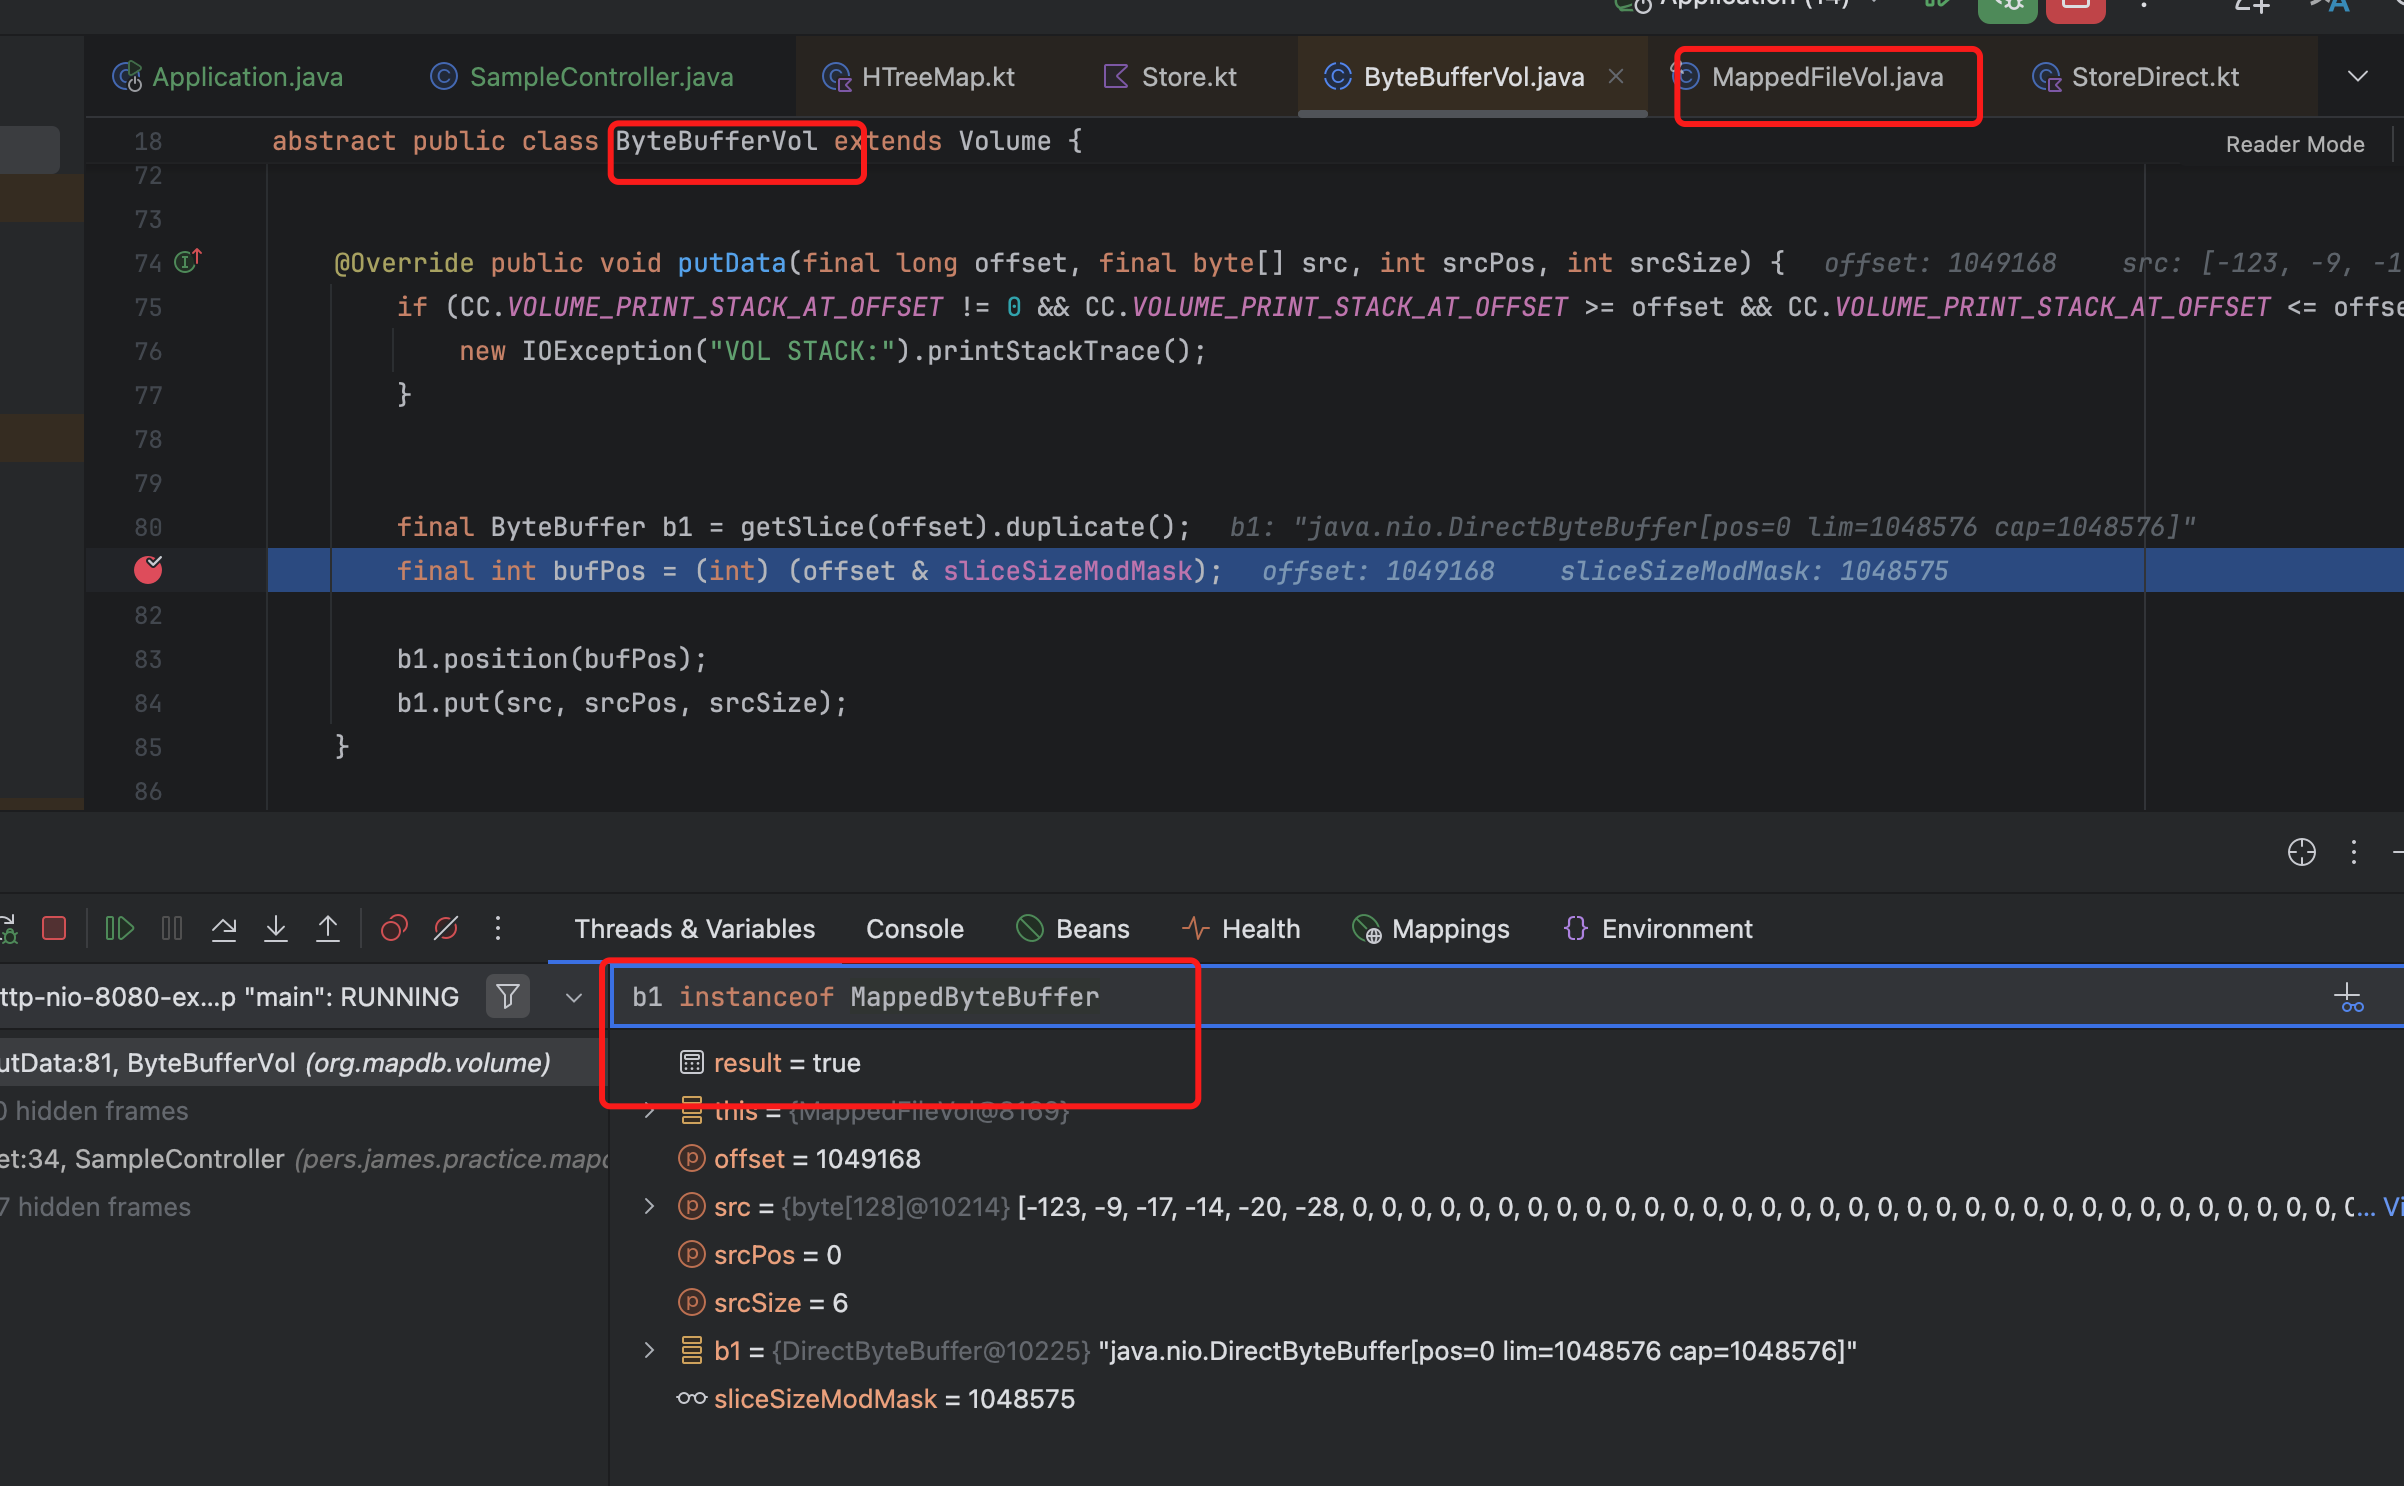 Application (14)
Application.java SampleController.java HTreeMap.kt Store.kt ByteBufferVol.java MappedFileVol.java StoreDirect.kt
18 abstract public class ByteBufferVol extends Volume {
Reader Mode
72
73
74 @Override public void putData(final long offset, final byte[] src, int srcPos, int srcSize) { offset: 1049168 src: [-123, -9, -1
75 if (CC.VOLUME_PRINT_STACK_AT_OFFSET != 0 && CC.VOLUME_PRINT_STACK_AT_OFFSET >= offset && CC.VOLUME_PRINT_STACK_AT_OFFSET <= offse
76 new IOException("VOL STACK:").printStackTrace();
77 }
78
79
80 final ByteBuffer b1 = getSlice(offset).duplicate(); b1: "java.nio.DirectByteBuffer[pos=0 lim=1048576 cap=1048576]"
final int bufPos = (int) (offset & sliceSizeModMask); offset: 1049168 sliceSizeModMask: 1048575
82
83 b1.position(bufPos);
84 b1.put(src, srcPos, srcSize);
85 }
86
Threads & Variables Console Beans Health Mappings Environment
ttp-nio-8080-ex...p "main": RUNNING
b1 instanceof MappedByteBuffer
utData:81, ByteBufferVol (org.mapdb.volume)
result = true
0 hidden frames
this = {MappedFileVol@8169}
et:34, SampleController (pers.james.practice.mapd
offset = 1049168
7 hidden frames
src = {byte[128]@10214} [-123, -9, -17, -14, -20, -28, 0, 0, 0, 0, 0, 0, 0, 0, 0, 0, 0, 0, 0, 0, 0, 0, 0, 0, 0, 0, 0, 0, 0, 0, 0, 0, 0, 0, 0, 0, 0, 0, 0, 0, 0... Vi
srcPos = 0
srcSize = 6
b1 = {DirectByteBuffer@10225} "java.nio.DirectByteBuffer[pos=0 lim=1048576 cap=1048576]"
sliceSizeModMask = 1048575